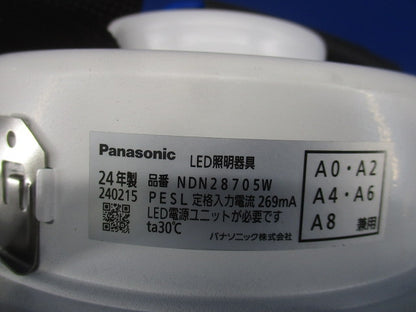 Panasonic LED照明器具
24年製 品番 NDN28705W
240215 PESL 定格入力電流 269mA
LED電源ユニットが必要です
ta30℃
パナソニック株式会社
A0・A2
A4・A6
A8 兼用